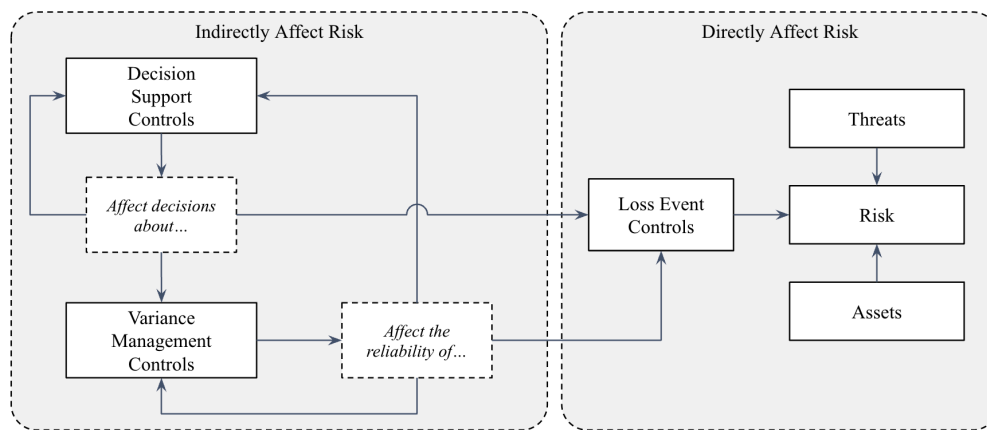 Indirectly Affect Risk
Decision
Support
Controls
Affect decisions
about…
Variance
Management
Controls
Affect the
reliability of…
Directly Affect Risk
Loss Event
Controls
Threats
Risk
Assets